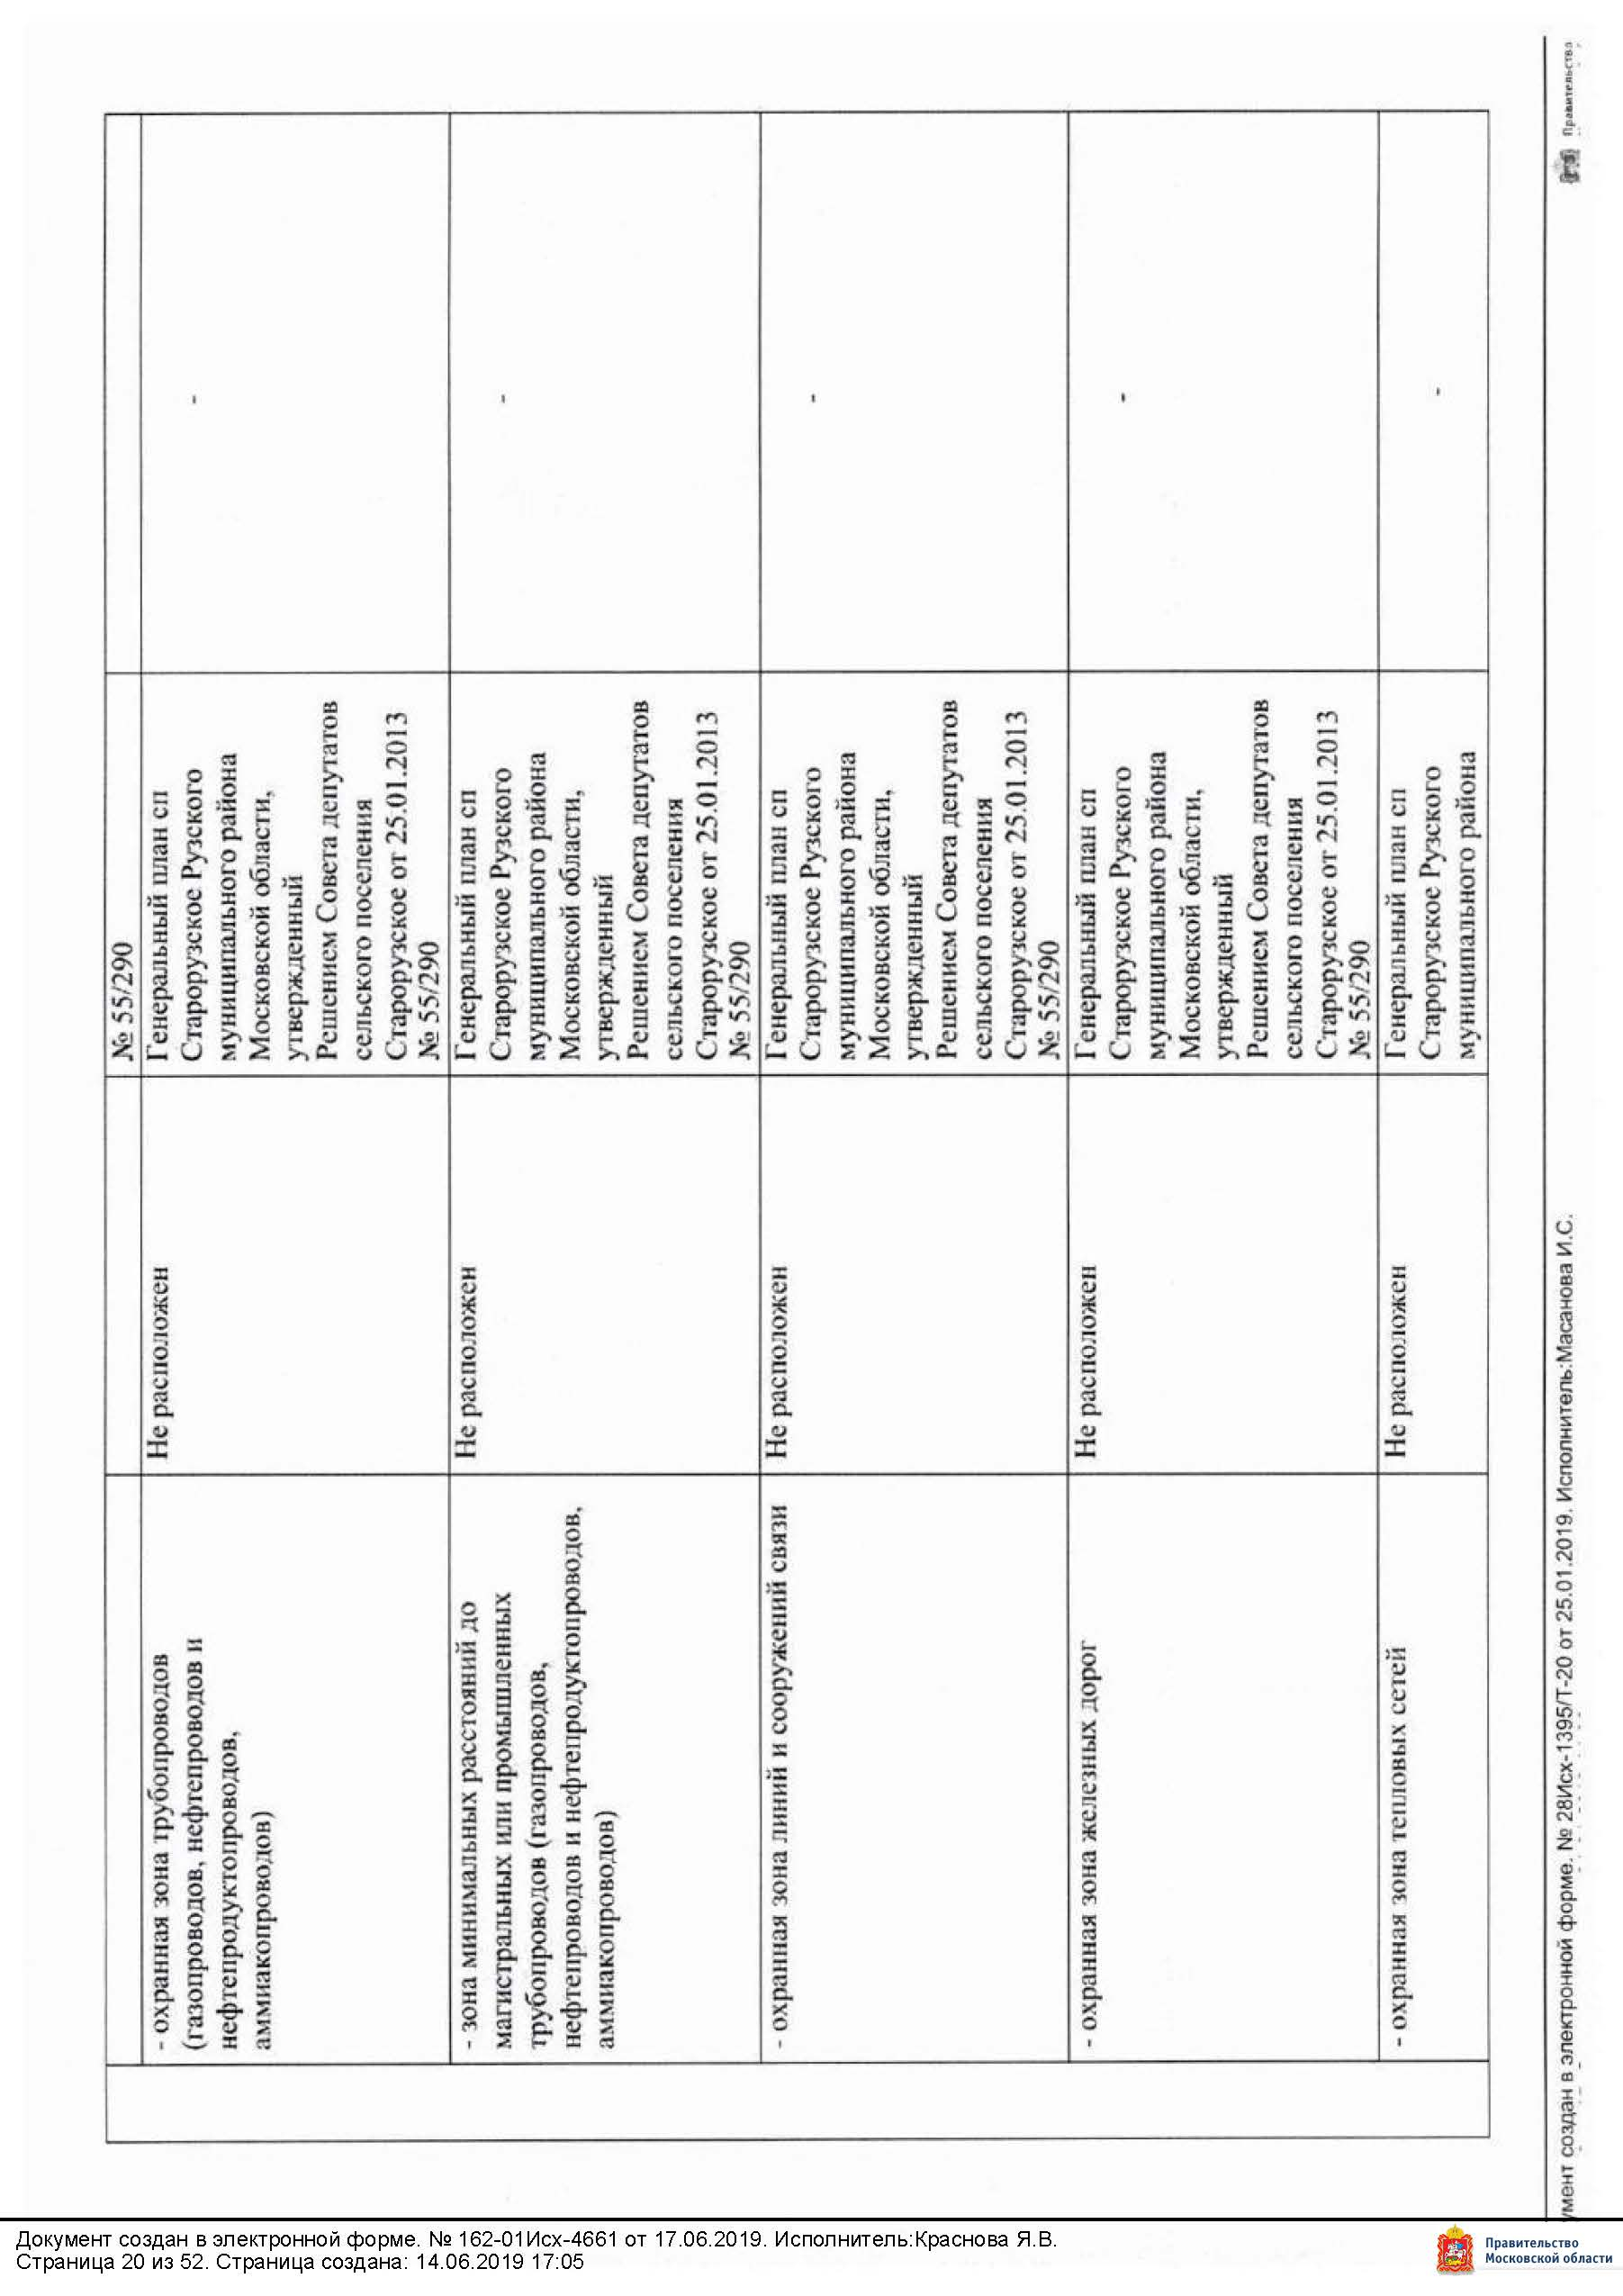 № 55/290
- охранная зона трубопроводов
(газопроводов, нефтепроводов и
нефтепродуктопроводов,
аммиакопроводов)
Не расположен
Генеральный план сп
Старорузское Рузского
муниципального района
Московской области,
утвержденный
Решением Совета депутатов
сельского поселения
Старорузское от 25.01.2013
№ 55/290
-
- зона минимальных расстояний до
магистральных или промышленных
трубопроводов (газопроводов,
нефтепроводов и нефтепродуктопроводов,
аммиакопроводов)
Не расположен
Генеральный план сп
Старорузское Рузского
муниципального района
Московской области,
утвержденный
Решением Совета депутатов
сельского поселения
Старорузское от 25.01.2013
№ 55/290
-
- охранная зона линий и сооружений связи
Не расположен
Генеральный план сп
Старорузское Рузского
муниципального района
Московской области,
утвержденный
Решением Совета депутатов
сельского поселения
Старорузское от 25.01.2013
№ 55/290
-
- охранная зона железных дорог
Не расположен
Генеральный план сп
Старорузское Рузского
муниципального района
Московской области,
утвержденный
Решением Совета депутатов
сельского поселения
Старорузское от 25.01.2013
№ 55/290
-
- охранная зона тепловых сетей
Не расположен
Генеральный план сп
Старорузское Рузского
муниципального района
-
умент создан в электронной форме. № 28Исх-1395/Т-20 от 25.01.2019. Исполнитель:Масанова И.С.
Правительство
Документ создан в электронной форме. № 162-01Исх-4661 от 17.06.2019. Исполнитель:Краснова Я.В.
Страница 20 из 52. Страница создана: 14.06.2019 17:05
Правительство
Московской области